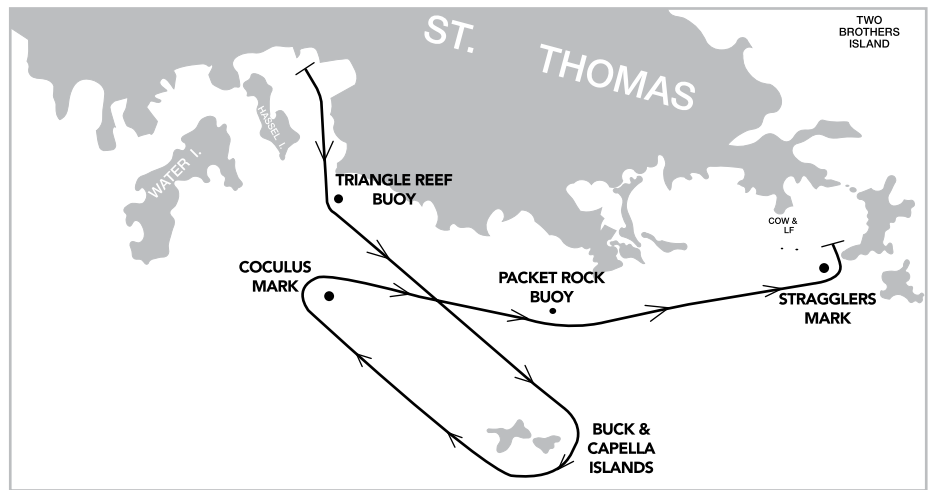 ST. THOMAS
TWO
BROTHERS
ISLAND
HASSEL I.
WATER I.
TRIANGLE REEF
BUOY
COW &
LF
COCULUS
MARK
PACKET ROCK
BUOY
STRAGGLERS
MARK
BUCK &
CAPELLA
ISLANDS